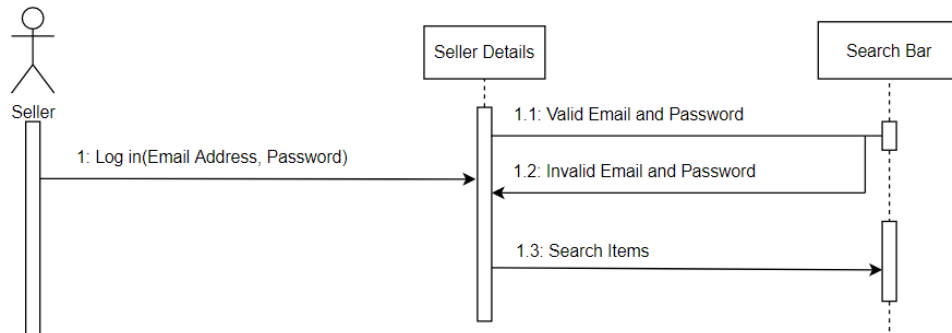 Seller Details
Search Bar
Seller
1.1: Valid Email and Password
1: Log in(Email Address, Password)
1.2: Invalid Email and Password
1.3: Search Items